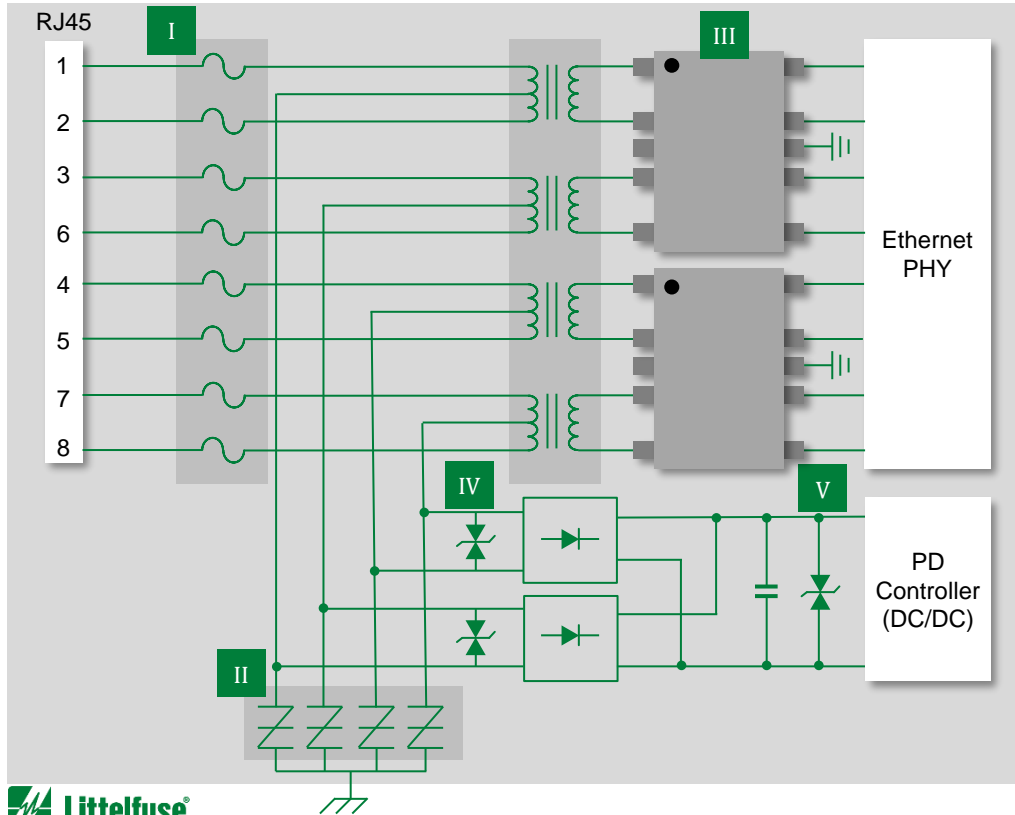 RJ45
I
III
1
2
3
6
4
5
7
8
Ethernet
PHY
IV
V
PD
Controller
(DC/DC)
II
Littelfuse®